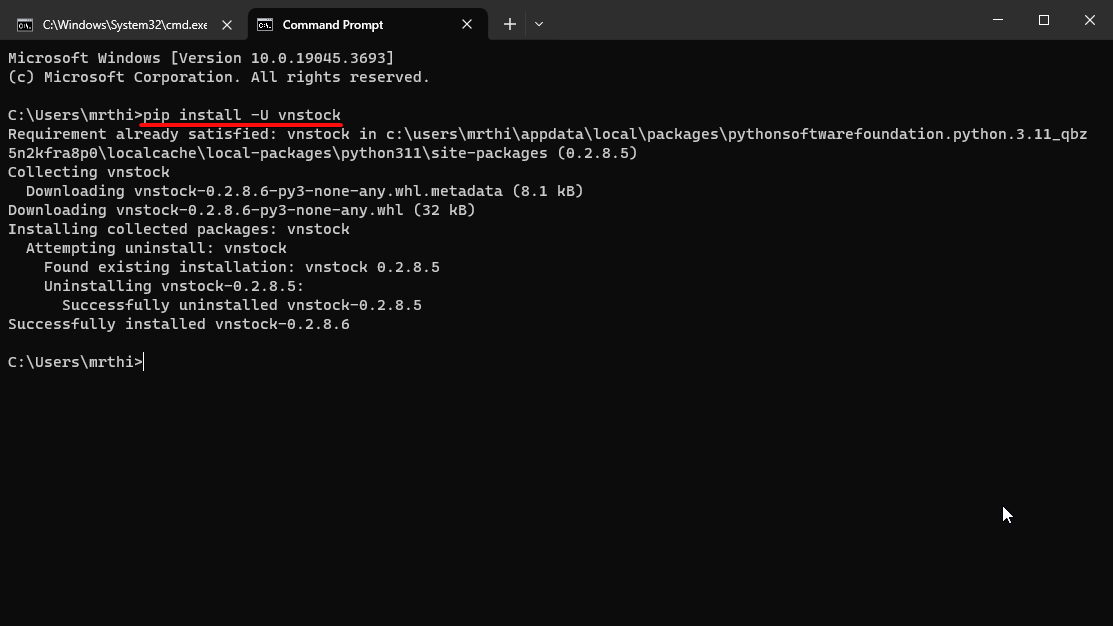 C:\Windows\System32\cmd.exe
Command Prompt
Microsoft Windows [Version 10.0.19045.3693]
(c) Microsoft Corporation. All rights reserved.
C:\Users\mrthi>pip install -U vnstock
Requirement already satisfied: vnstock in c:\users\mrthi\appdata\local\packages\pythonsoftwarefoundation.python.3.11_qbz
5n2kfra8p0\localcache\local-packages\python311\site-packages (0.2.8.5)
Collecting vnstock
  Downloading vnstock-0.2.8.6-py3-none-any.whl.metadata (8.1 kB)
Downloading vnstock-0.2.8.6-py3-none-any.whl (32 kB)
Installing collected packages: vnstock
  Attempting uninstall: vnstock
    Found existing installation: vnstock 0.2.8.5
    Uninstalling vnstock-0.2.8.5:
      Successfully uninstalled vnstock-0.2.8.5
Successfully installed vnstock-0.2.8.6
C:\Users\mrthi>